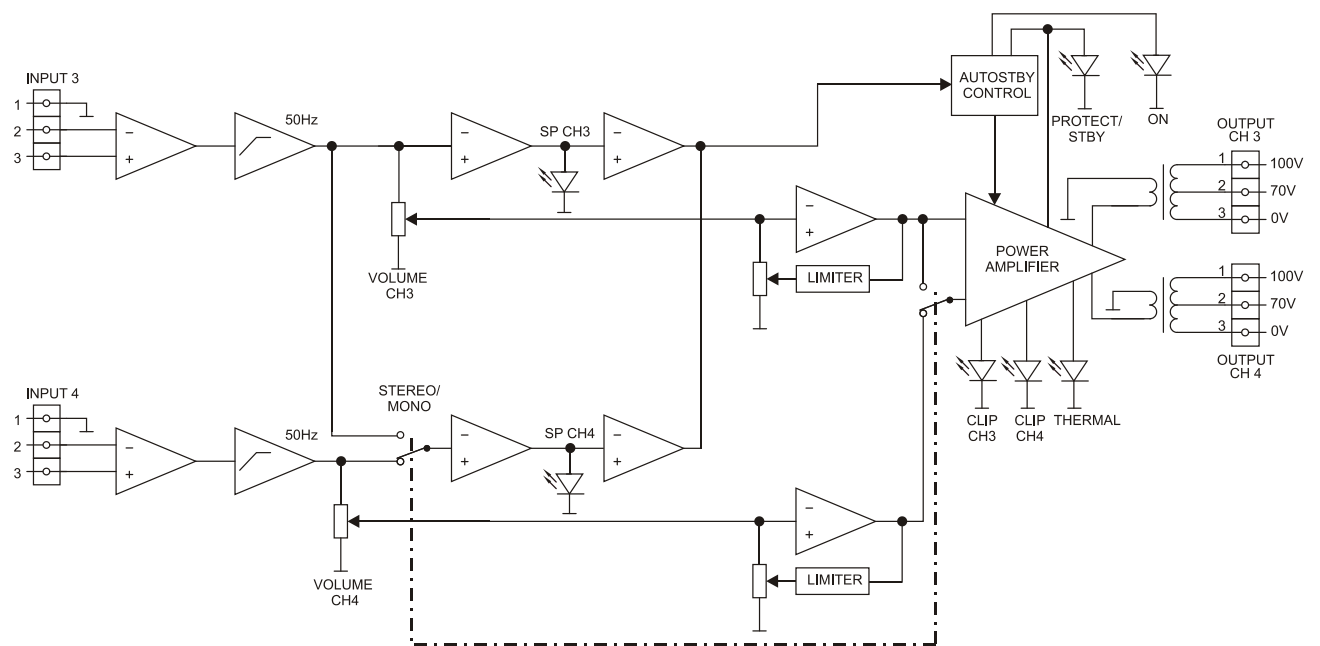 INPUT 3
1
2
3
−
+
50Hz
−
+
SP CH3
−
+
VOLUME
CH3
AUTOSTBY
CONTROL
PROTECT/
STBY
ON
−
+
LIMITER
POWER
AMPLIFIER
OUTPUT
CH 3
1
100V
2
70V
3
0V
1
100V
2
70V
3
0V
OUTPUT
CH 4
CLIP
CH3
CLIP
CH4
THERMAL
INPUT 4
1
2
3
−
+
50Hz
STEREO/
MONO
−
+
SP CH4
−
+
VOLUME
CH4
−
+
LIMITER